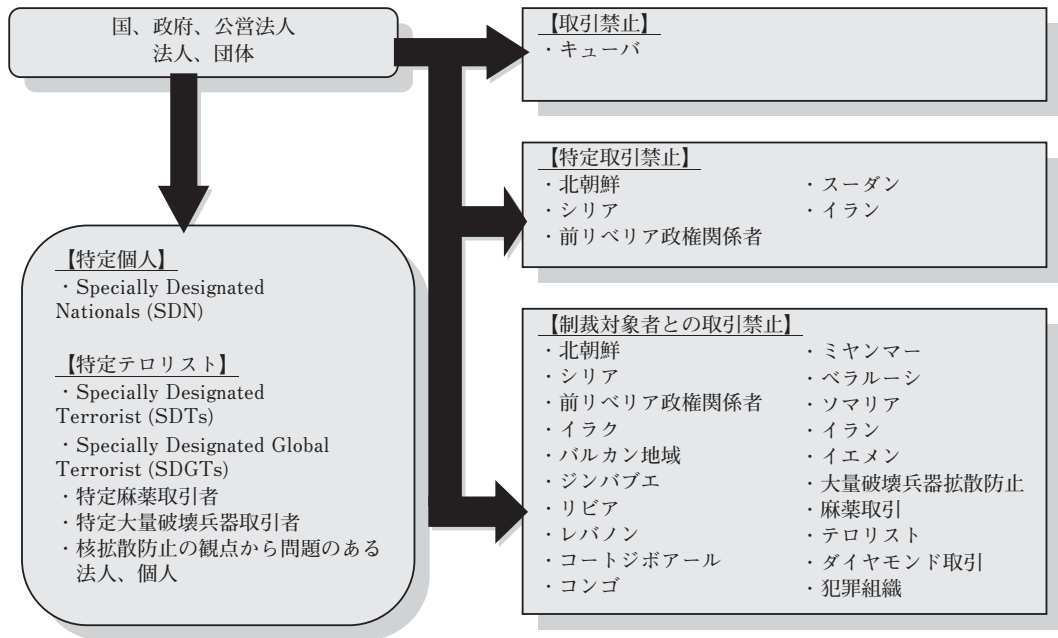 国、政府、公営法人
法人、団体
【取引禁止】
・キューバ
【特定取引禁止】
・北朝鮮
・シリア
・前リベリア政権関係者
・スーダン
・イラン
【特定個人】
・Specially Designated
Nationals (SDN)
【特定テロリスト】
・Specially Designated
Terrorist (SDTs)
・Specially Designated Global
Terrorist (SDGTs)
・特定麻薬取引者
・特定大量破壊兵器取引者
・核拡散防止の観点から問題のある
法人、個人
【制裁対象者との取引禁止】
・北朝鮮
・シリア
・前リベリア政権関係者
・イラク
・バルカン地域
・ジンバブエ
・リビア
・レバノン
・コートジボアール
・コンゴ
・ミヤンマー
・ベラルーシ
・ソマリア
・イラン
・イエメン
・大量破壊兵器拡散防止
・麻薬取引
・テロリスト
・ダイヤモンド取引
・犯罪組織